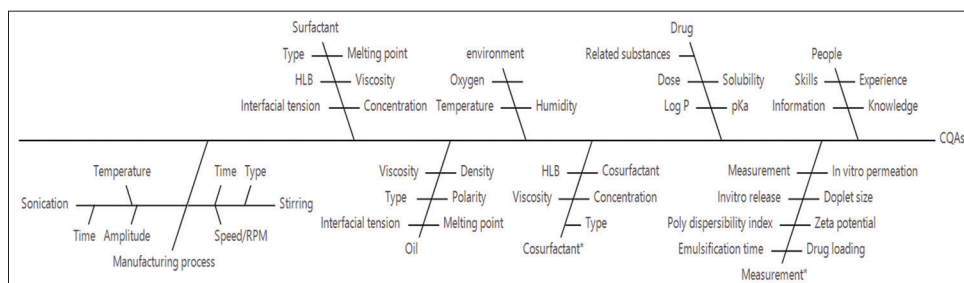 Surfactant
Type
Melting point
HLB
Viscosity
Interfacial tension
Concentration
environment
Oxygen
Temperature
Humidity
Drug
Related substances
Dose
Solubility
Log P
pKa
People
Skills
Experience
Information
Knowledge
CQAs
Temperature
Time
Type
Sonication
Stirring
Time
Amplitude
Speed/RPM
Manufacturing process
Viscosity
Density
Type
Polarity
Interfacial tension
Melting point
Oil
HLB
Cosurfactant
Viscosity
Concentration
Type
Cosurfactant*
Measurement
In vitro permeation
Invitro release
Doplet size
Poly dispersibility index
Zeta potential
Emulsification time
Drug loading
Measurement*